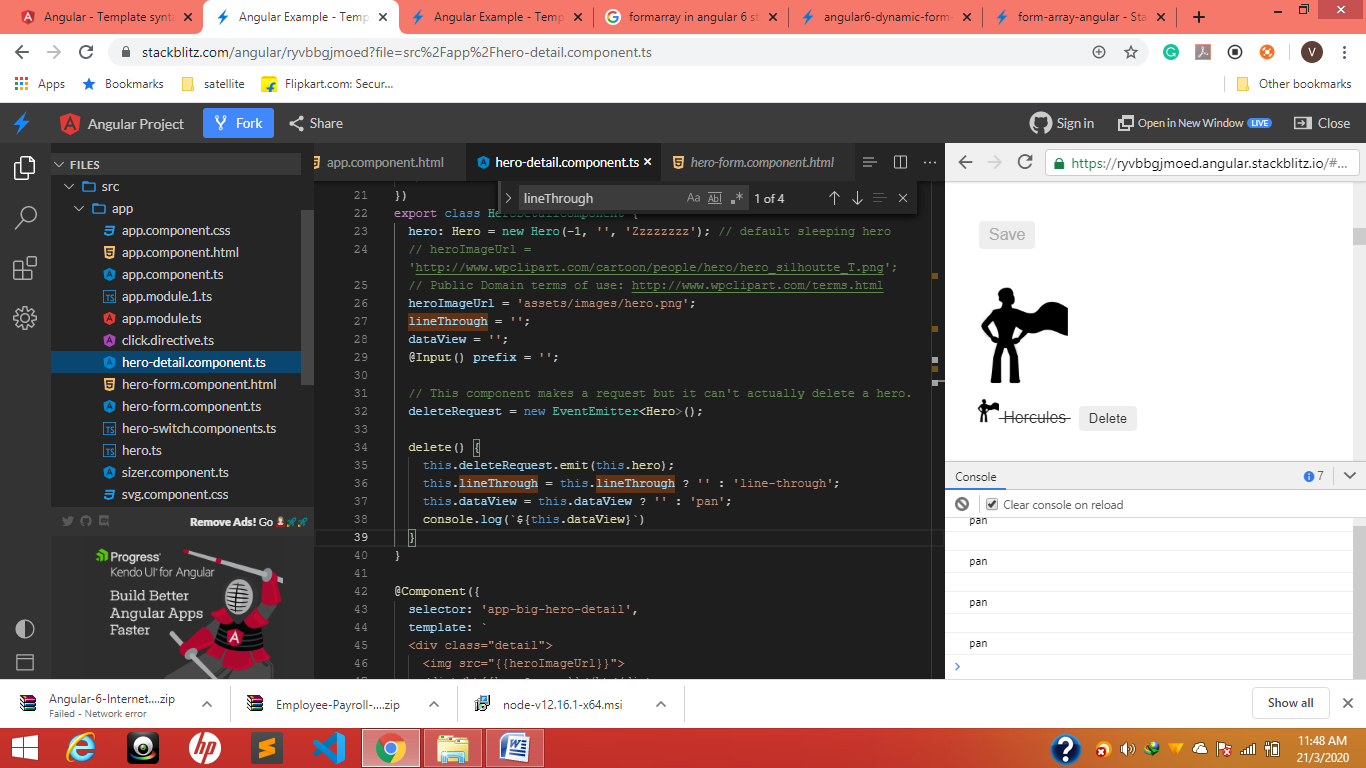 Angular - Template synt
Angular Example - Temp
Angular Example - Temp
formarray in angular 6 st
angular6-dynamic-form-
form-array-angular - Sta
stackblitz.com/angular/ryvbbgjmoed?file=src%2Fapp%2Fhero-detail.component.ts
V
Apps
Bookmarks
satellite
Flipkart.com: Secur...
Other bookmarks
Angular Project
Fork
Share
Sign in
Open in New Window LIVE
Close
FILES
src
app
app.component.css
app.component.html
app.component.ts
app.module.1.ts
app.module.ts
click.directive.ts
hero-detail.component.ts
hero-form.component.html
hero-form.component.ts
hero-switch.components.ts
hero.ts
sizer.component.ts
svg.component.css
Remove Ads! Go
Progress
Kendo UI for Angular
Build Better
Angular Apps
Faster
app.component.html
hero-detail.component.ts
hero-form.component.html
lineThrough
Aa Abl .*
1 of 4
21 })
22 export class HeroDetailComponent {
23 hero: Hero = new Hero(-1, '', 'Zzzzzzzz'); // default sleeping hero
24 // heroImageUrl =
'http://www.wpclipart.com/cartoon/people/hero/hero_silhoutte_T.png';
25 // Public Domain terms of use: http://www.wpclipart.com/terms.html
26 heroImageUrl = 'assets/images/hero.png';
27 lineThrough = '';
28 dataView = '';
29 @Input() prefix = '';
30
31 // This component makes a request but it can't actually delete a hero.
32 deleteRequest = new EventEmitter<Hero>();
33
34 delete() {
35 this.deleteRequest.emit(this.hero);
36 this.lineThrough = this.lineThrough ? '' : 'line-through';
37 this.dataView = this.dataView ? '' : 'pan';
38 console.log(`${this.dataView}`)
39 }
40 }
41
42 @Component({
43 selector: 'app-big-hero-detail',
44 template: `
45 <div class="detail">
46 <img src="{{heroImageUrl}}">
https://ryvbbgjmoed.angular.stackblitz.io/#...
Save
Hercules
Delete
Console
7
Clear console on reload
pan
pan
pan
pan
Angular-6-Internet....zip
Failed - Network error
Employee-Payroll-....zip
node-v12.16.1-x64.msi
Show all
11:48 AM
21/3/2020